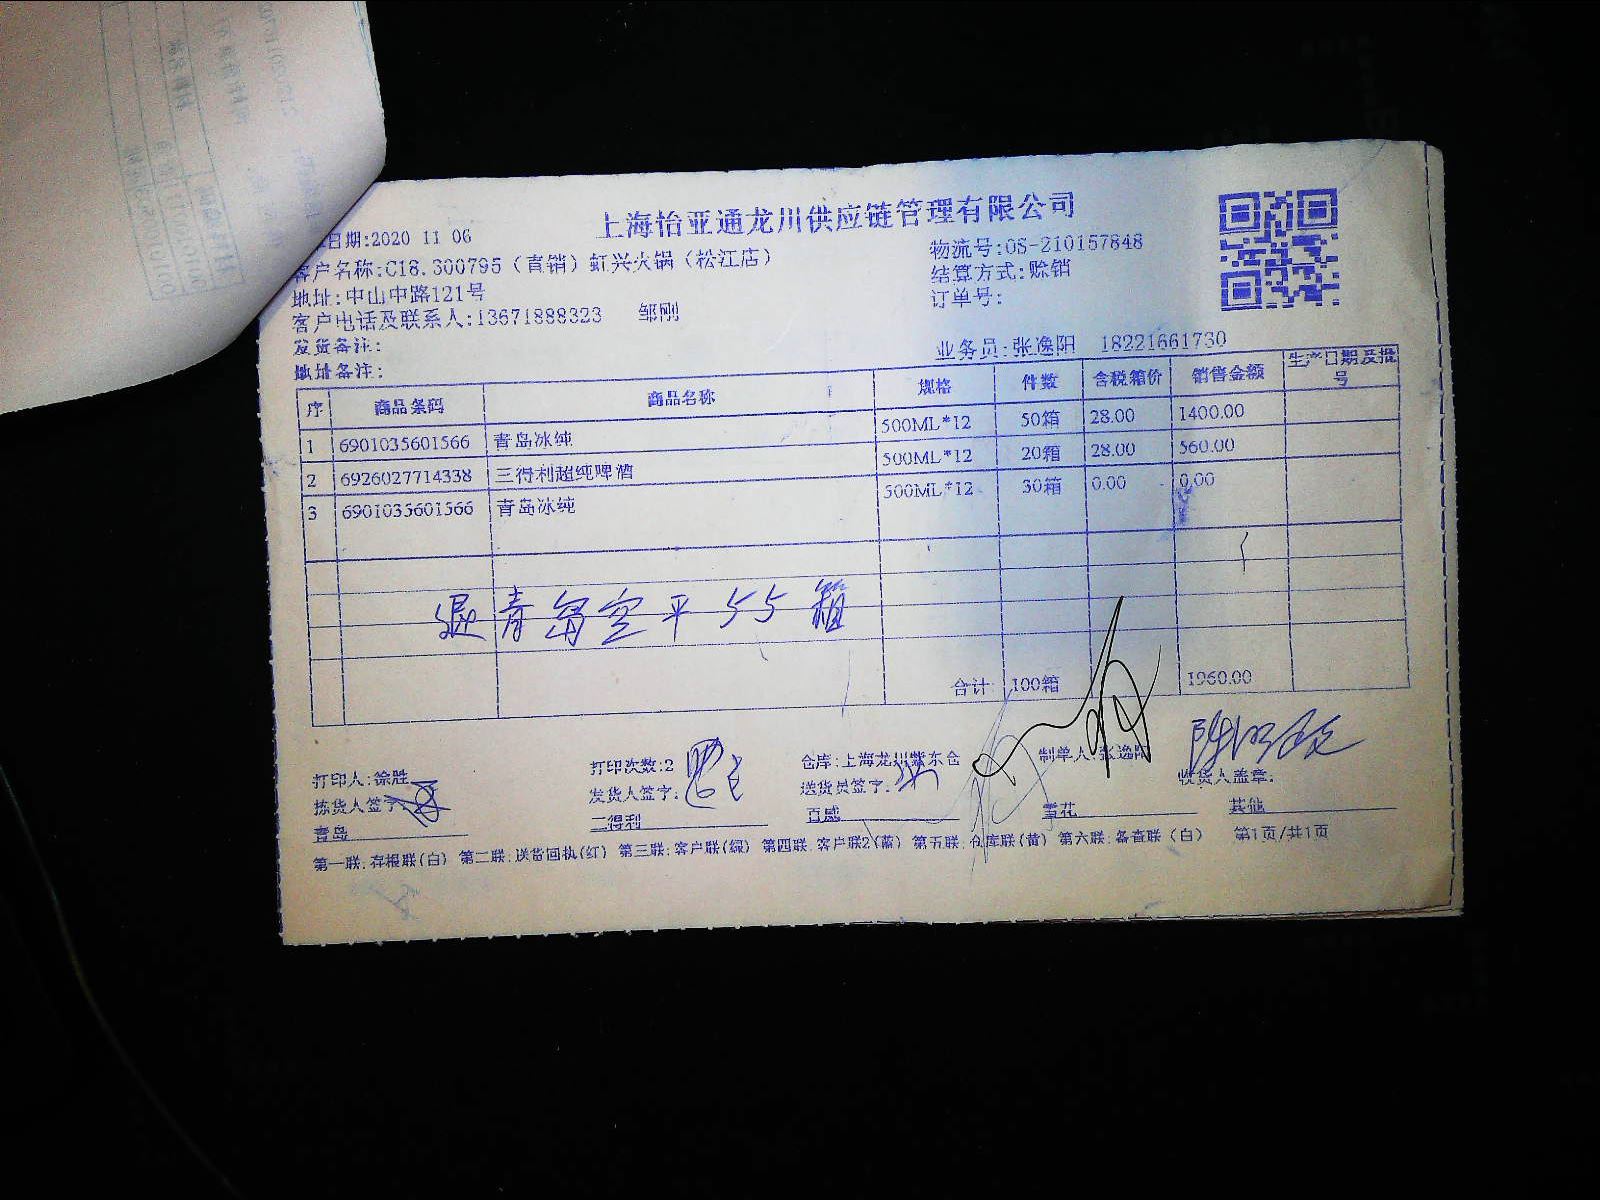 上海怡亚通龙川供应链管理有限公司
日期:2020 11 06
物流号:OS-210157848
客户名称:C18.300795（直销）虹兴火锅（松江店）
结算方式:赊销
地址:中山中路121号
订单号:
客户电话及联系人:13671888323 邹刚
发货备注:
业务员:张逸阳 18221661730
地址备注:
序 商品条码 商品名称 规格 件数 含税箱价 销售金额 生产日期及批号
1 6901035601566 青岛冰纯 500ML*12 50箱 28.00 1400.00
2 6926027714338 三得利超纯啤酒 500ML*12 20箱 28.00 560.00
3 6901035601566 青岛冰纯 500ML*12 30箱 0.00 0.00
退青岛空平55箱
合计 100箱 1960.00
打印人:徐胜 打印次数:2 仓库:上海龙川紫东仓 制单人:张逸阳 收货人盖章:
拣货人签字: 发货人签字: 送货员签字:
青岛 三得利 百威 雪花 其他
第一联:存根联(白) 第二联:送货回执(红) 第三联:客户联(绿) 第四联:客户联2(蓝) 第五联:仓库联(黄) 第六联:备查联(白) 第1页/共1页